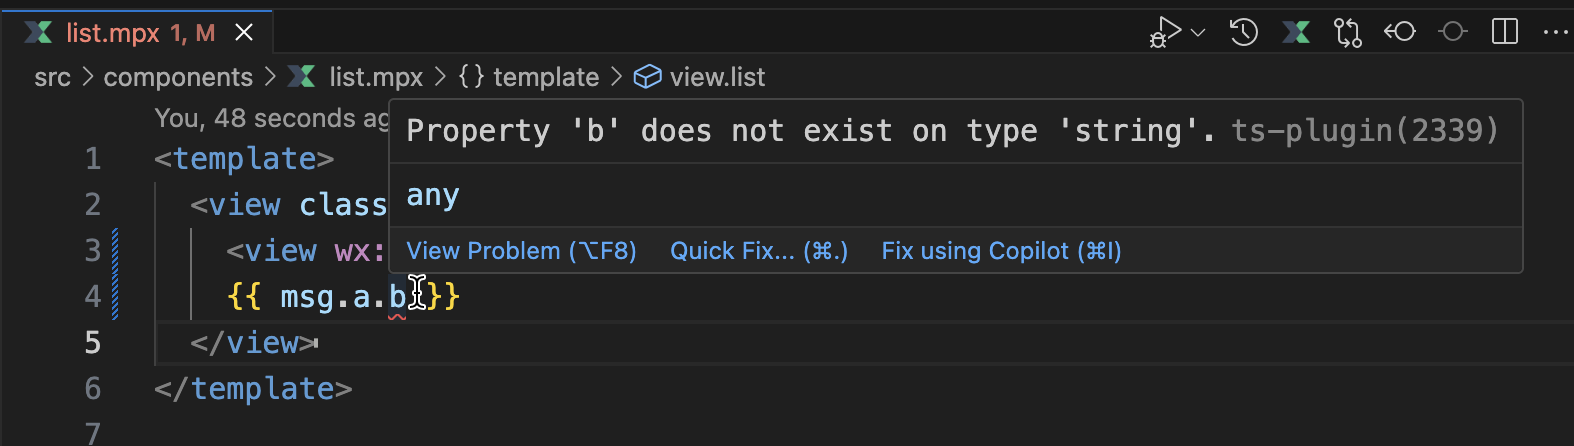 list.mpx 1, M
src > components > list.mpx > {} template > view.list
You, 48 seconds ag
Property 'b' does not exist on type 'string'. ts-plugin(2339)
any
View Problem (⌥F8) Quick Fix... (⌘.) Fix using Copilot (⌘I)
1 <template>
2 <view class
3 <view wx:
4 {{ msg.a.b }}
5 </view>
6 </template>
7